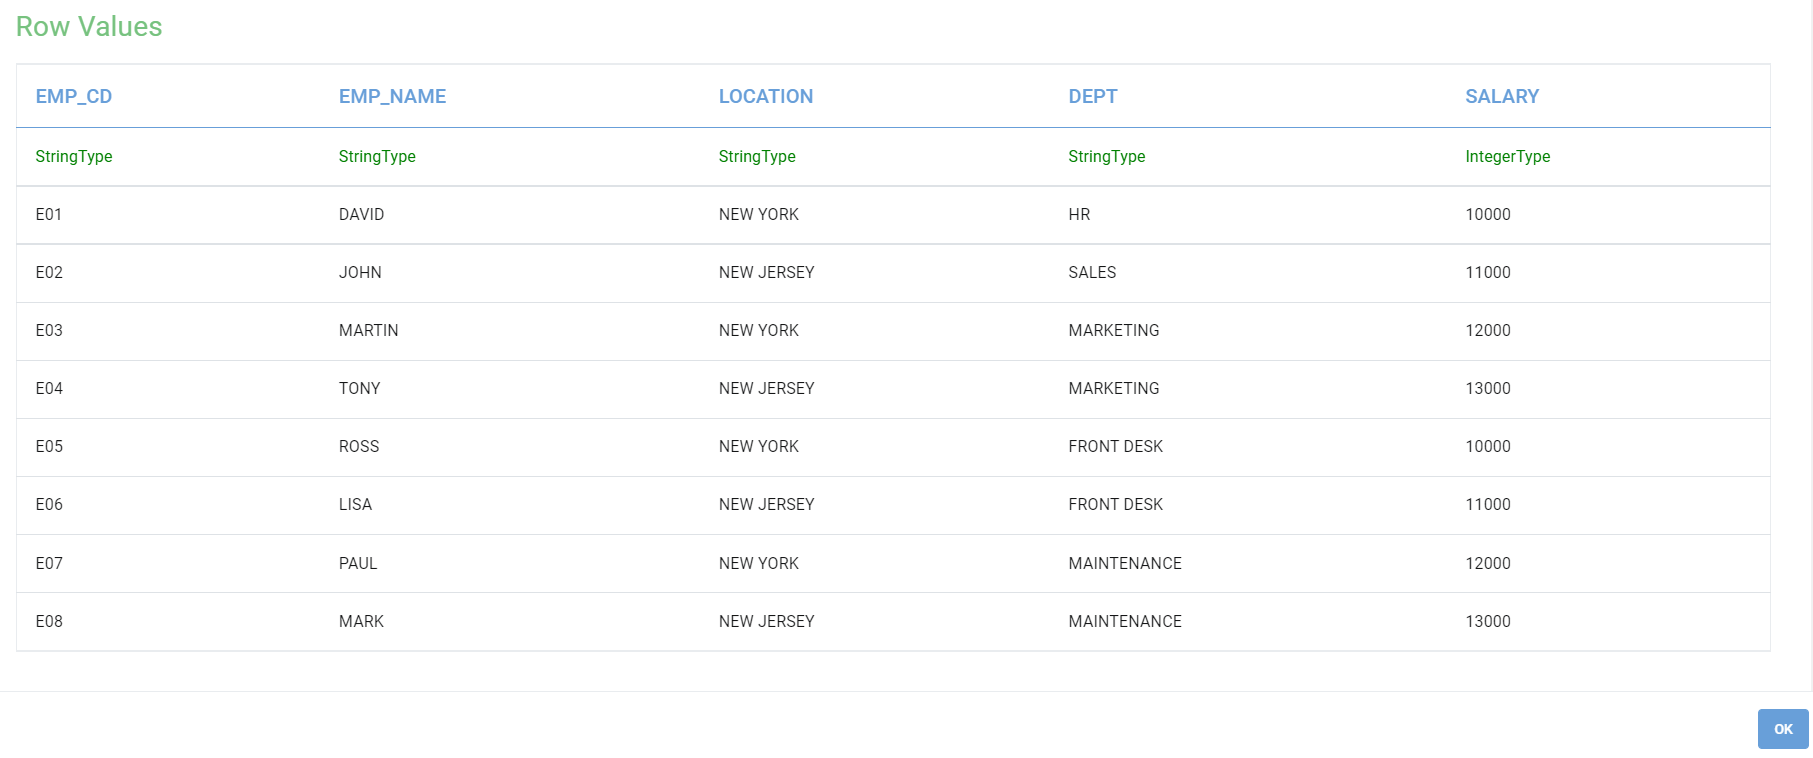 Row Values
EMP_CD EMP_NAME LOCATION DEPT SALARY
StringType StringType StringType StringType IntegerType
E01 DAVID NEW YORK HR 10000
E02 JOHN NEW JERSEY SALES 11000
E03 MARTIN NEW YORK MARKETING 12000
E04 TONY NEW JERSEY MARKETING 13000
E05 ROSS NEW YORK FRONT DESK 10000
E06 LISA NEW JERSEY FRONT DESK 11000
E07 PAUL NEW YORK MAINTENANCE 12000
E08 MARK NEW JERSEY MAINTENANCE 13000
OK